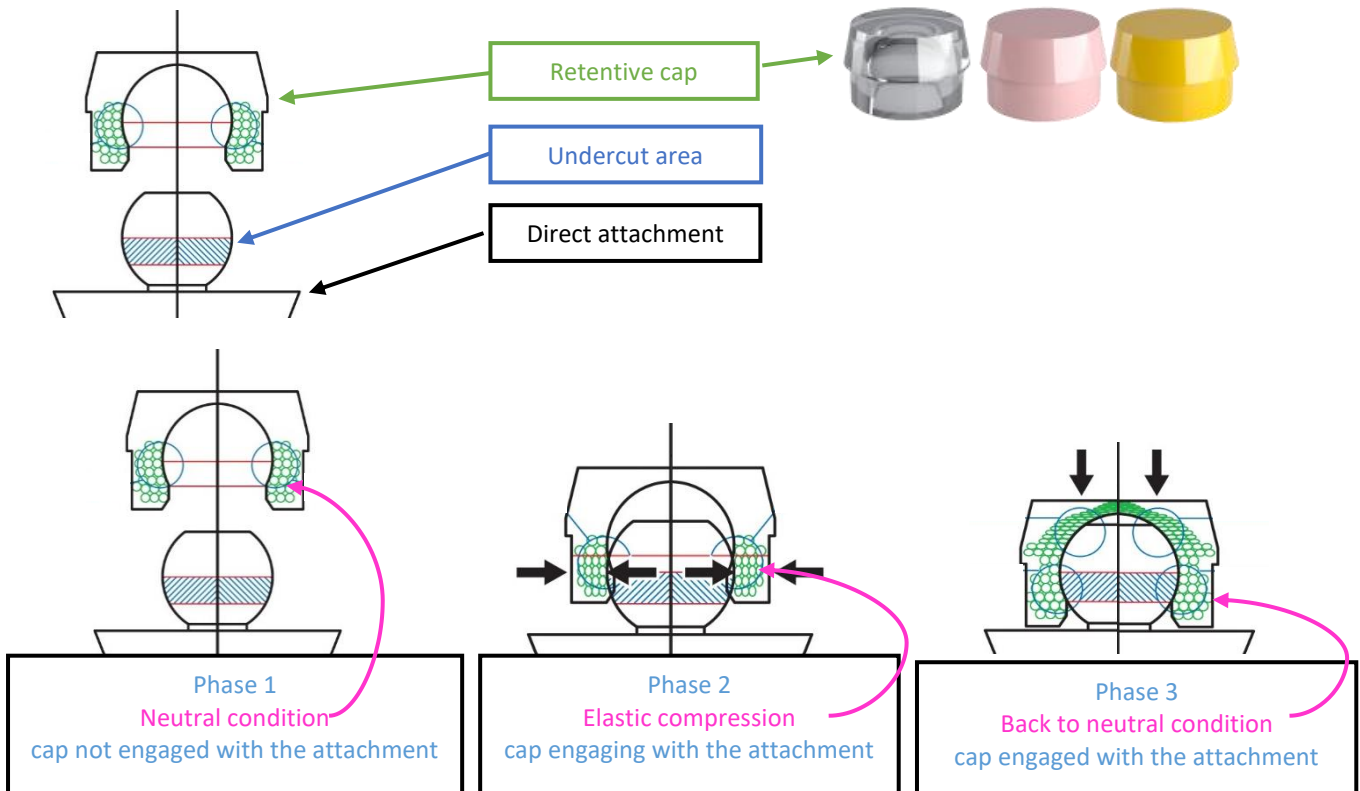 Retentive cap
Undercut area
Direct attachment
Phase 1
Neutral condition
cap not engaged with the attachment
Phase 2
Elastic compression
cap engaging with the attachment
Phase 3
Back to neutral condition
cap engaged with the attachment